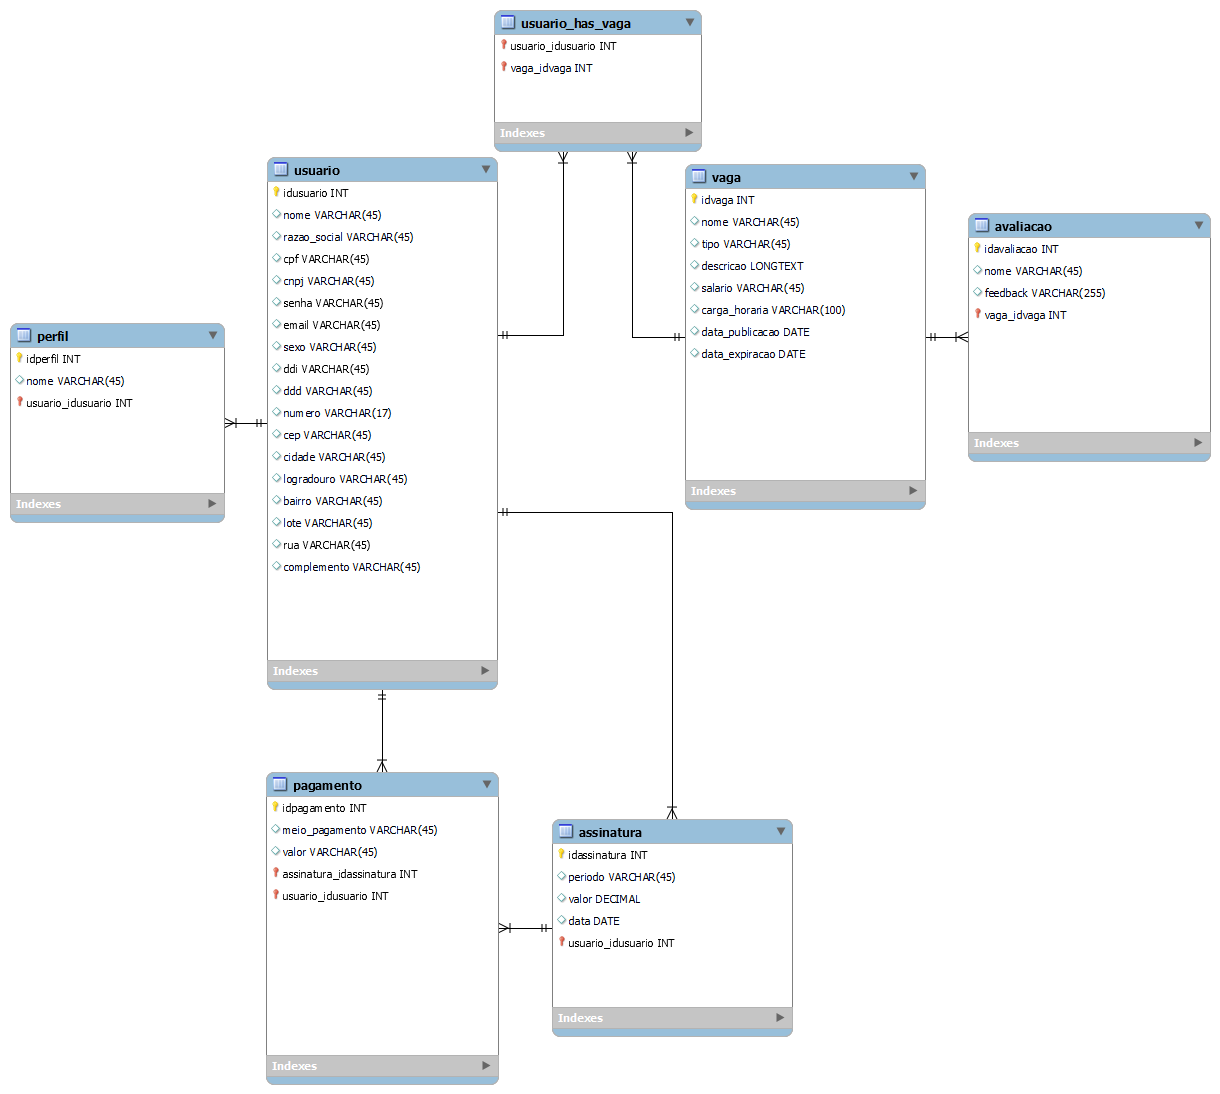 usuario_has_vaga
usuario_idusuario INT
vaga_idvaga INT
Indexes
usuario
idusuario INT
nome VARCHAR(45)
razao_social VARCHAR(45)
cpf VARCHAR(45)
cnpj VARCHAR(45)
senha VARCHAR(45)
email VARCHAR(45)
sexo VARCHAR(45)
ddi VARCHAR(45)
ddd VARCHAR(45)
numero VARCHAR(17)
cep VARCHAR(45)
cidade VARCHAR(45)
logradouro VARCHAR(45)
bairro VARCHAR(45)
lote VARCHAR(45)
rua VARCHAR(45)
complemento VARCHAR(45)
Indexes
vaga
idvaga INT
nome VARCHAR(45)
tipo VARCHAR(45)
descricao LONGTEXT
salario VARCHAR(45)
carga_horaria VARCHAR(100)
data_publicacao DATE
data_expiracao DATE
Indexes
avaliacao
idavaliacao INT
nome VARCHAR(45)
feedback VARCHAR(255)
vaga_idvaga INT
Indexes
perfil
idperfil INT
nome VARCHAR(45)
usuario_idusuario INT
Indexes
pagamento
idpagamento INT
meio_pagamento VARCHAR(45)
valor VARCHAR(45)
assinatura_idassinatura INT
usuario_idusuario INT
Indexes
assinatura
idassinatura INT
periodo VARCHAR(45)
valor DECIMAL
data DATE
usuario_idusuario INT
Indexes